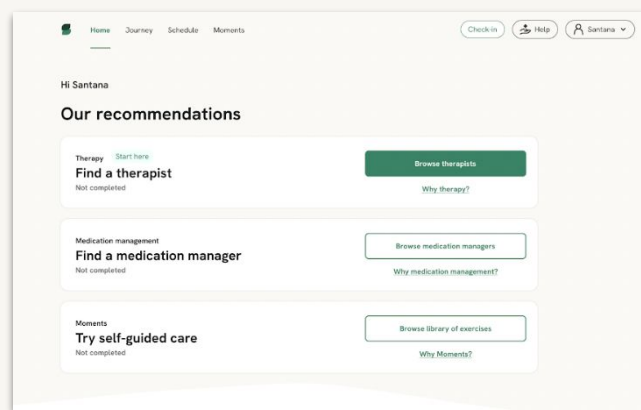 Home Journey Schedule Moments Check-in Help Santana
Hi Santana
Our recommendations
Therapy Start here
Find a therapist
Not completed
Browse therapists
Why therapy?
Medication management
Find a medication manager
Not completed
Browse medication managers
Why medication management?
Moments
Try self-guided care
Not completed
Browse library of exercises
Why Moments?